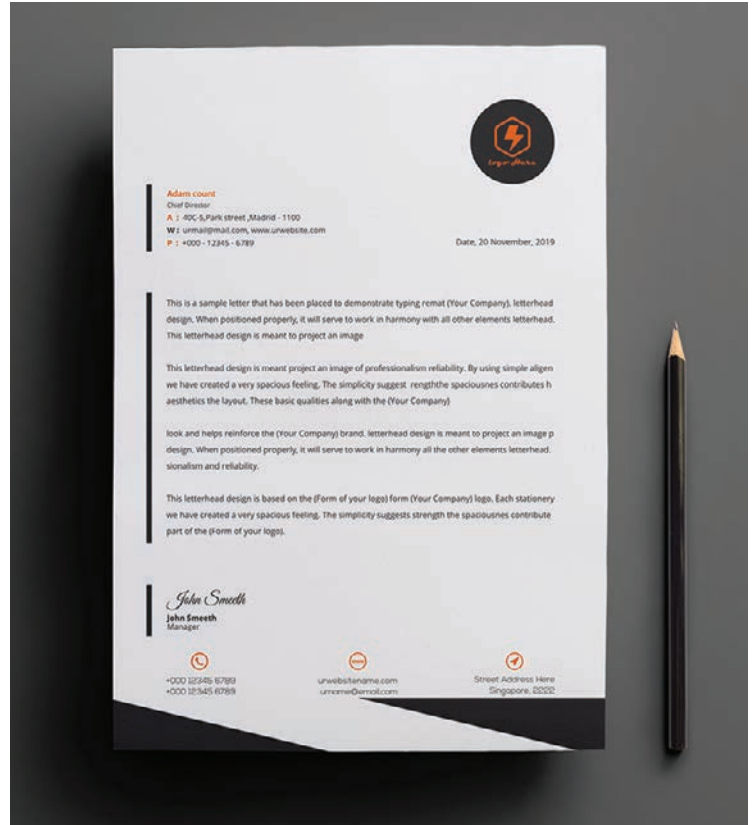 Logo Here
Adam count
Chief Director
A : 40C-5,Park street ,Madrid - 1100
W : urmail@mail.com, www.urwebsite.com
P : +000 - 12345 - 6789
Date, 20 November, 2019
This is a sample letter that has been placed to demonstrate typing remat (Your Company), letterhead
design. When positioned properly, it will serve to work in harmony with all other elements letterhead.
This letterhead design is meant to project an image
This letterhead design is meant project an image of professionalism reliability. By using simple aligen
we have created a very spacious feeling. The simplicity suggest rengththe spaciousnes contributes h
aesthetics the layout. These basic qualities along with the (Your Company)
look and helps reinforce the (Your Company) brand. letterhead design is meant to project an image p
design. When positioned properly, it will serve to work in harmony all the other elements letterhead.
sionalism and reliability.
This letterhead design is based on the (Form of your logo) form (Your Company) logo. Each stationery
we have created a very spacious feeling. The simplicity suggests strength the spaciousnes contribute
part of the (Form of your logo).
John Smeeth
John Smeeth
Manager
+000 12345 6789
+000 12345 6789
www
urwebsitename.com
urname@email.com
Street Address Here
Singapore, 2222